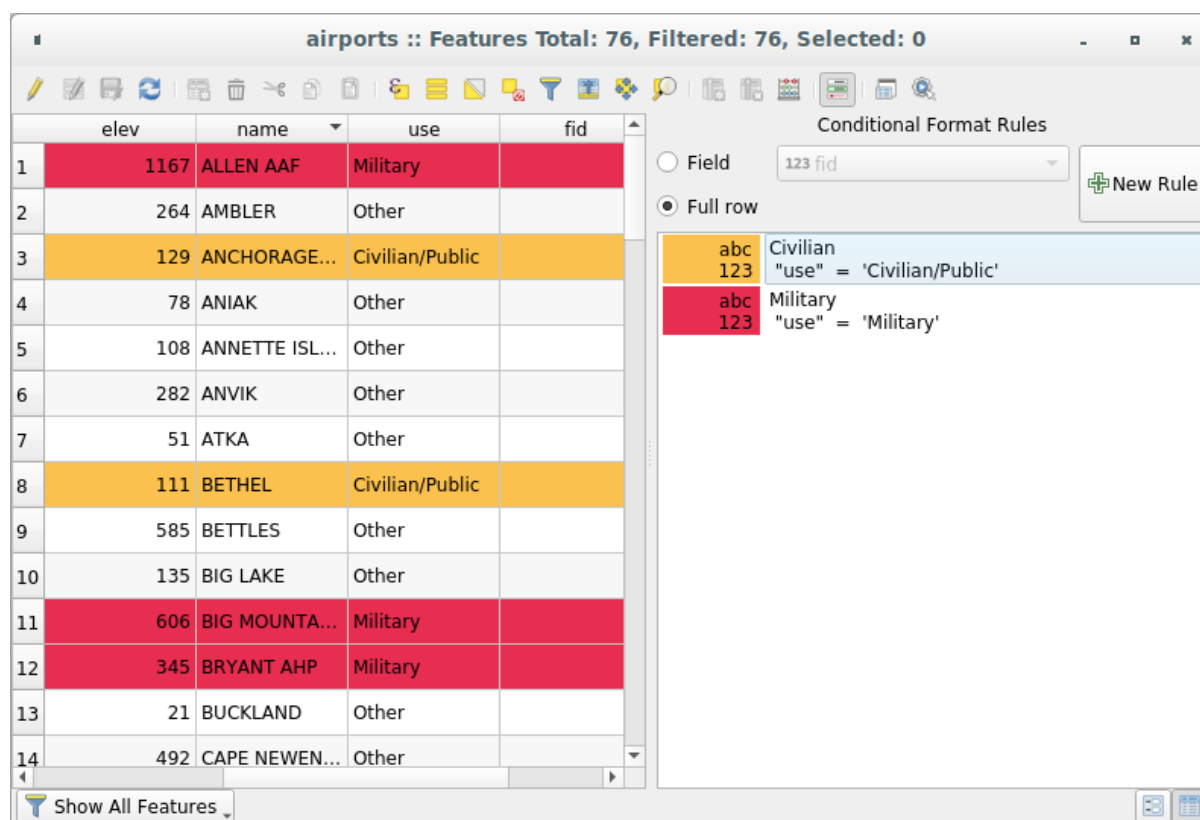 airports :: Features Total: 76, Filtered: 76, Selected: 0
elev name use fid
1 1167 ALLEN AAF Military
2 264 AMBLER Other
3 129 ANCHORAGE... Civilian/Public
4 78 ANIAK Other
5 108 ANNETTE ISL... Other
6 282 ANVIK Other
7 51 ATKA Other
8 111 BETHEL Civilian/Public
9 585 BETTLES Other
10 135 BIG LAKE Other
11 606 BIG MOUNTA... Military
12 345 BRYANT AHP Military
13 21 BUCKLAND Other
14 492 CAPE NEWEN... Other
Show All Features
Conditional Format Rules
Field 123 fid
Full row
New Rule
abc Civilian
123 "use" = 'Civilian/Public'
abc Military
123 "use" = 'Military'